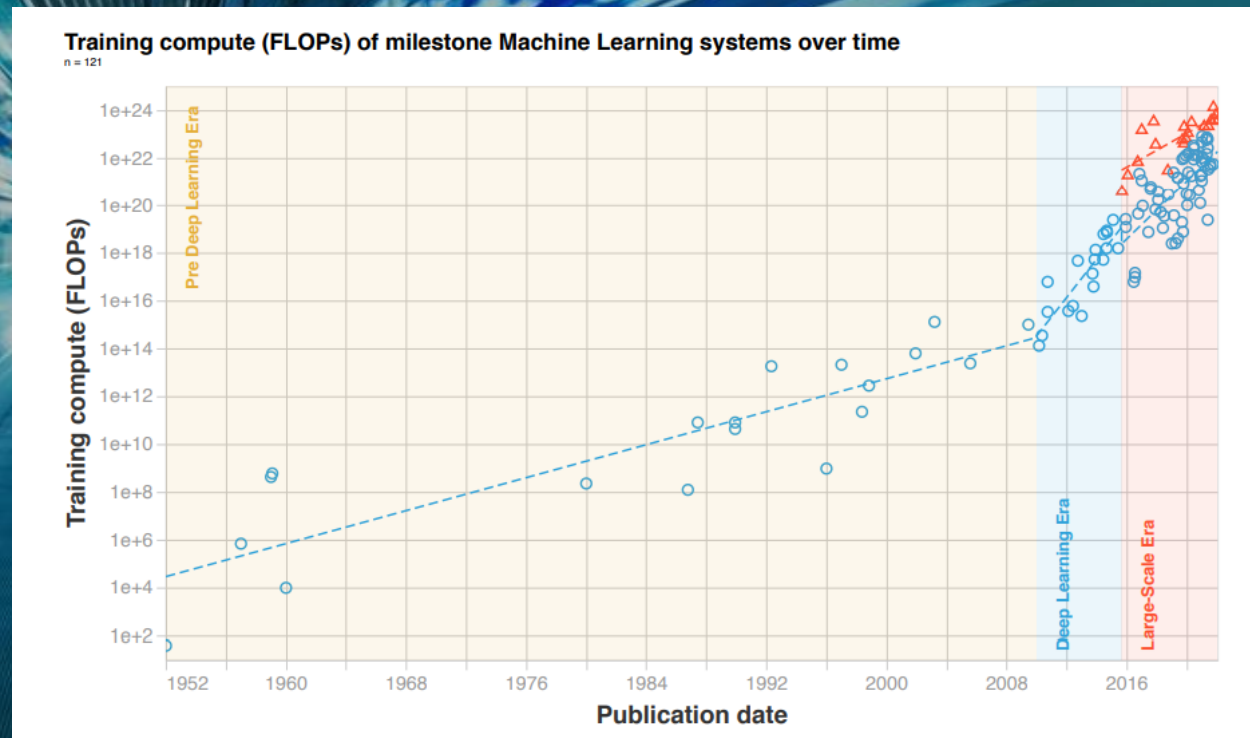 Training compute (FLOPs) of milestone Machine Learning systems over time
n = 121
Training compute (FLOPs)
1e+24
1e+22
1e+20
1e+18
1e+16
1e+14
1e+12
1e+10
1e+8
1e+6
1e+4
1e+2
Pre Deep Learning Era
Deep Learning Era
Large-Scale Era
1952 1960 1968 1976 1984 1992 2000 2008 2016
Publication date